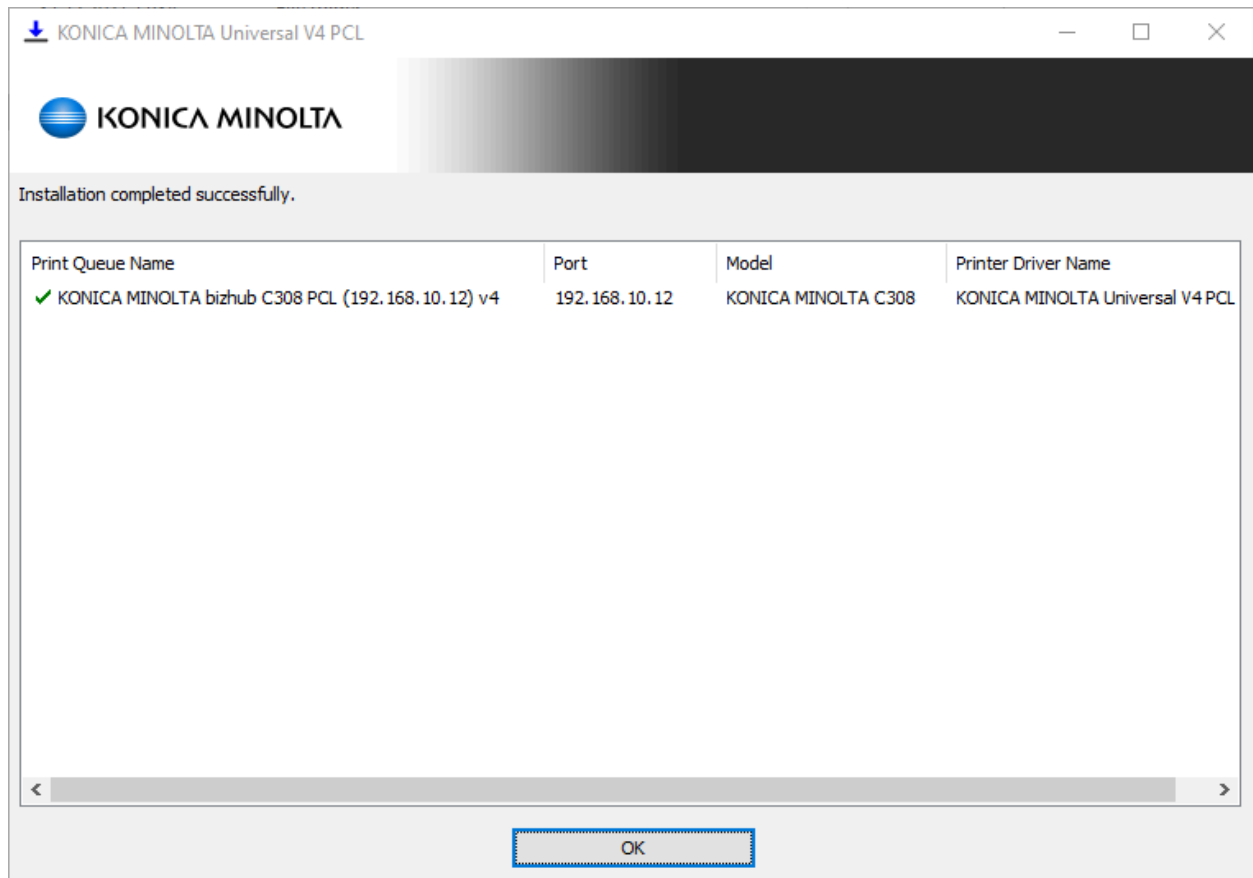 KONICA MINOLTA Universal V4 PCL
KONICA MINOLTA
Installation completed successfully.
Print Queue Name Port Model Printer Driver Name
KONICA MINOLTA bizhub C308 PCL (192.168.10.12) v4 192.168.10.12 KONICA MINOLTA C308 KONICA MINOLTA Universal V4 PCL
OK